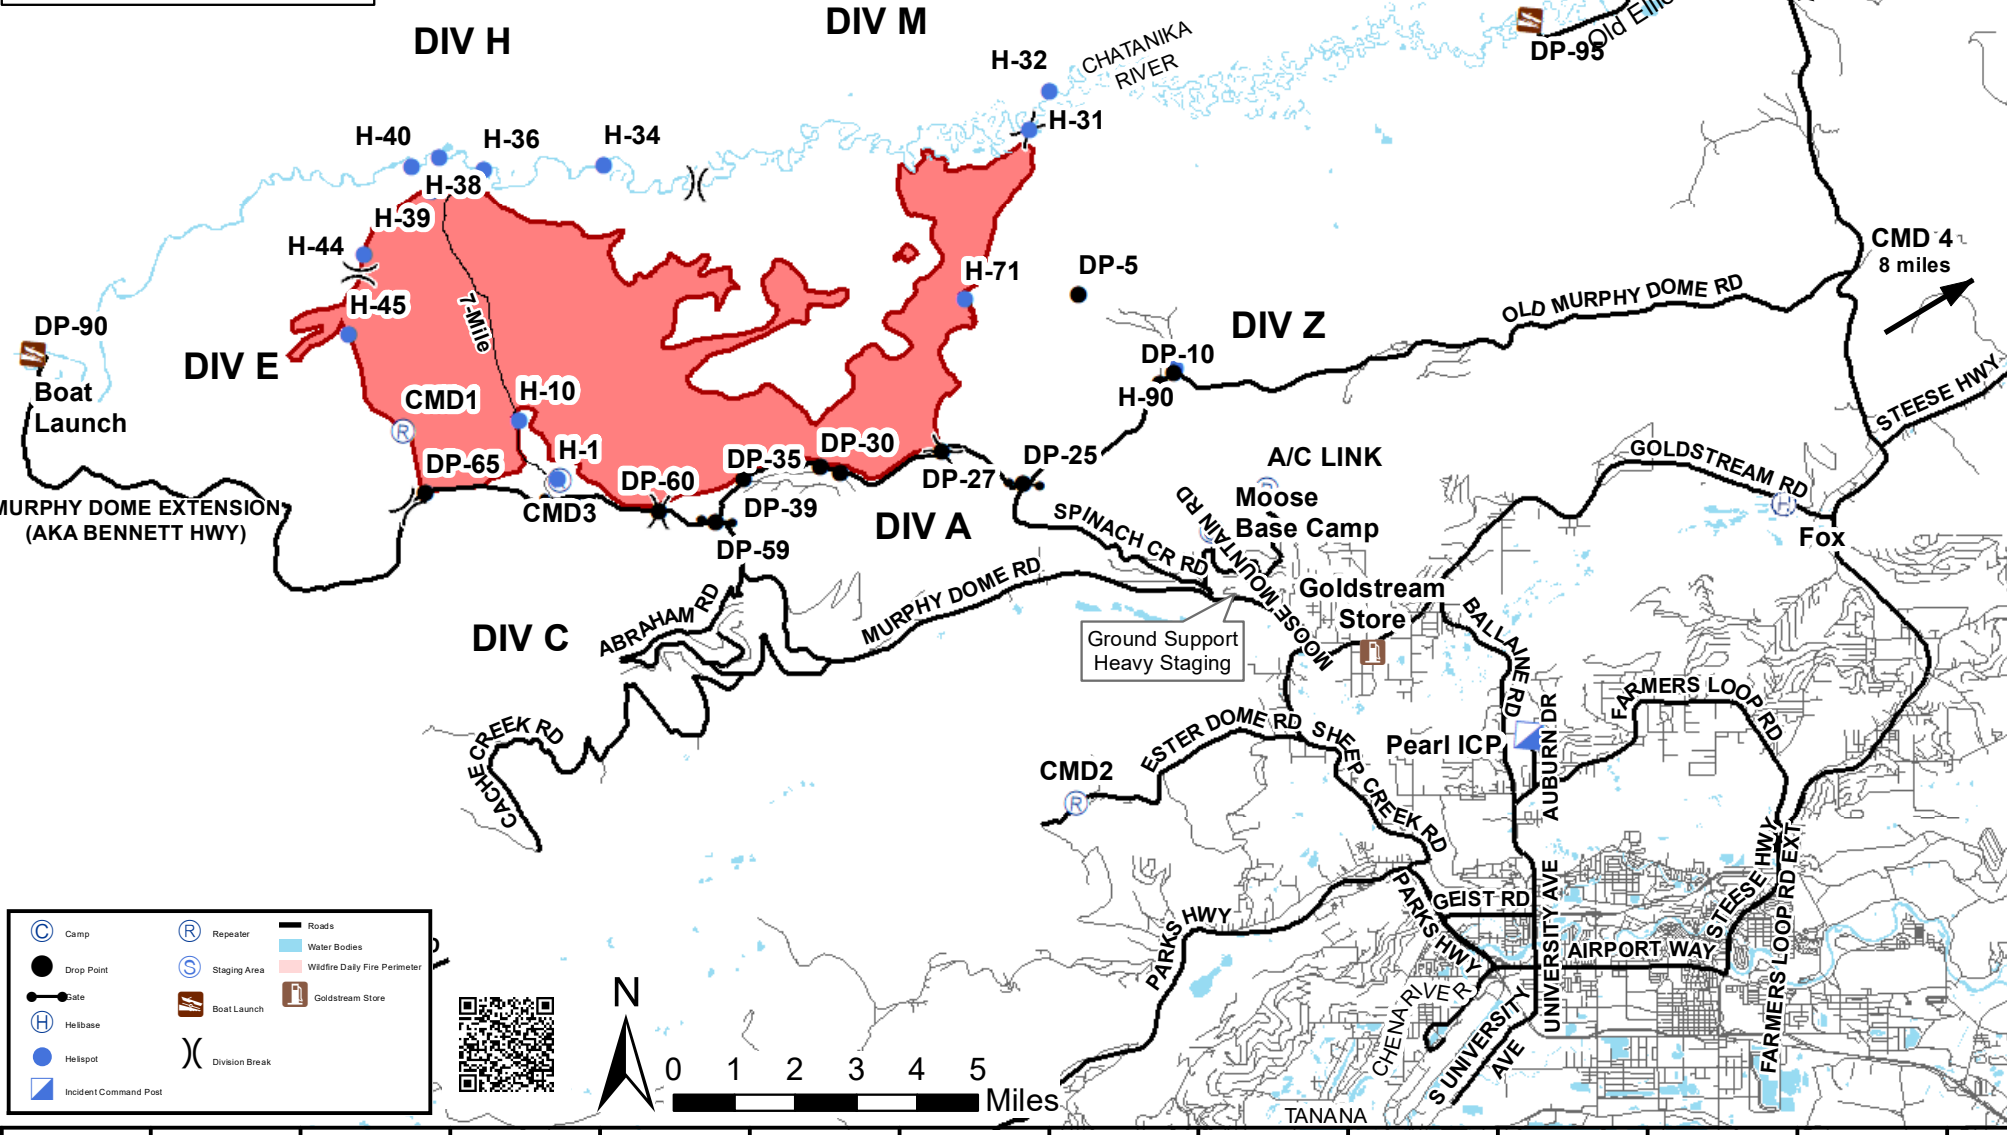 DIV H
DIV M
DP-95
Old Ellio
H-32
CHATANIKA
RIVER
H-31
H-40
H-36
H-34
H-38
H-39
H-44
H-45
H-71
DP-5
CMD 4
8 miles
OLD MURPHY DOME RD
DIV Z
DP-10
H-90
DP-90
Boat
Launch
DIV E
7-Mile
CMD1
H-10
H-1
DP-65
CMD3
DP-60
DP-35
DP-30
DP-39
DP-59
DP-27
DP-25
DIV A
STEESE HWY
GOLDSTREAM RD
Fox
A/C LINK
Moose
Base Camp
MURPHY DOME EXTENSION
(AKA BENNETT HWY)
SPINACH CR RD
MOOSE MOUNTAIN RD
MURPHY DOME RD
Goldstream
Store
Ground Support
Heavy Staging
BALLAINE RD
DIV C
ABRAHAM RD
CACHE CREEK RD
FARMERS LOOP RD
Pearl ICP
AUBURN DR
ESTER DOME RD
SHEEP CREEK RD
CMD2
PARKS HWY
PARKS HWY
GEIST RD
UNIVERSITY AVE
AIRPORT WAY
STEESE HWY
FARMERS LOOP RD EXT
CHENA RIVER
S UNIVERSITY
AVE
TANANA
C Camp
Drop Point
Gate
H Helibase
Helispot
Incident Command Post
R Repeater
S Staging Area
Boat Launch
)( Division Break
Roads
Water Bodies
Wildfire Daily Fire Perimeter
Goldstream Store
N
0 1 2 3 4 5
Miles